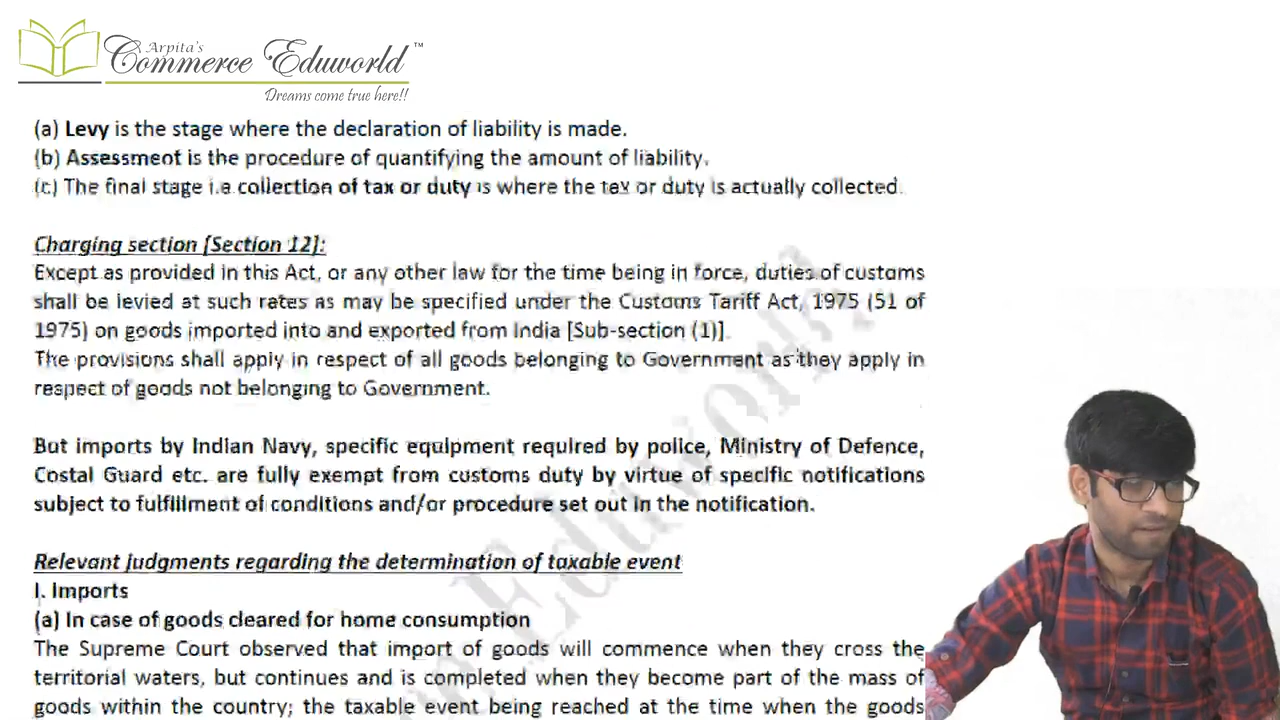 Arpita's
Commerce Eduworld™
Dreams come true here!!
(a) Levy is the stage where the declaration of liability is made.
(b) Assessment is the procedure of quantifying the amount of liability.
(c) The final stage i.e collection of tax or duty is where the tax or duty is actually collected.
Charging section [Section 12]:
Except as provided in this Act, or any other law for the time being in force, duties of customs
shall be levied at such rates as may be specified under the Customs Tariff Act, 1975 (51 of
1975) on goods imported into and exported from India [Sub-section (1)].
The provisions shall apply in respect of all goods belonging to Government as they apply in
respect of goods not belonging to Government.
But imports by Indian Navy, specific equipment required by police, Ministry of Defence,
Costal Guard etc. are fully exempt from customs duty by virtue of specific notifications
subject to fulfillment of conditions and/or procedure set out in the notification.
Relevant judgments regarding the determination of taxable event
I. Imports
(a) In case of goods cleared for home consumption
The Supreme Court observed that import of goods will commence when they cross the
territorial waters, but continues and is completed when they become part of the mass of
goods within the country; the taxable event being reached at the time when the goods
Eduworld